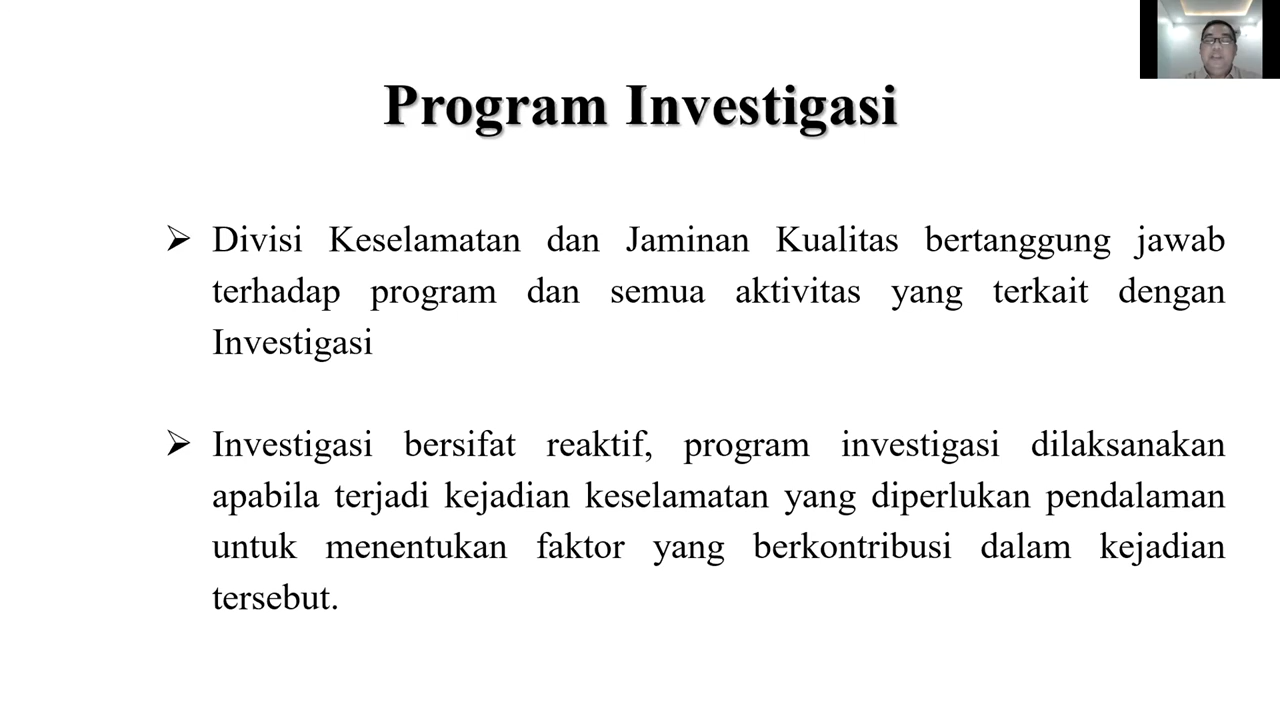 Program Investigasi
Divisi Keselamatan dan Jaminan Kualitas bertanggung jawab
terhadap program dan semua aktivitas yang terkait dengan
Investigasi
Investigasi bersifat reaktif, program investigasi dilaksanakan
apabila terjadi kejadian keselamatan yang diperlukan pendalaman
untuk menentukan faktor yang berkontribusi dalam kejadian
tersebut.